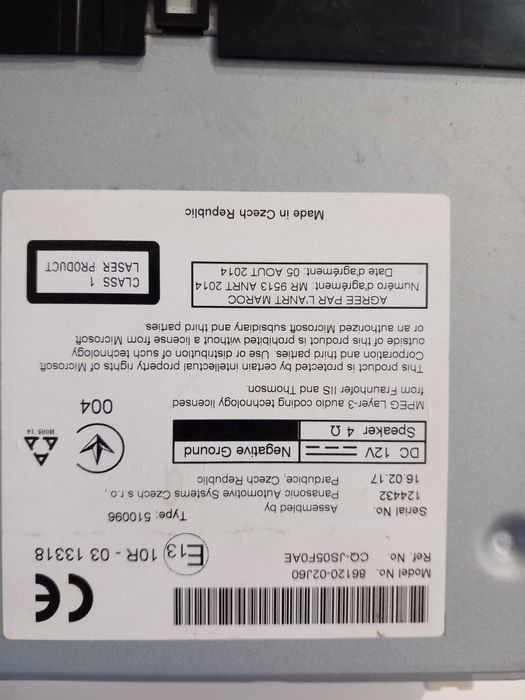 CE
Model No. 86120-02J60
Ref. No. CQ-JS05F0AE
E13 10R - 03 13318
Serial No. 124432
16.02.17
Type: 510096
Assembled by
Panasonic Automotive Systems Czech s.r.o.,
Pardubice, Czech Republic
DC 12V Negative Ground
Speaker 4 Ω
004
M005 14
MPEG Layer-3 audio coding technology licensed
from Fraunhofer IIS and Thomson.
This product is protected by certain intellectual property rights of Microsoft
Corporation and third parties. Use or distribution of such technology
outside of this product is prohibited without a license from Microsoft
or an authorized Microsoft subsidiary and third parties.
AGREE PAR L'ANRT MAROC
Numéro d'agrément: MR 9513 ANRT 2014
Date d'agrément: 05 AOUT 2014
CLASS 1
LASER PRODUCT
Made in Czech Republic